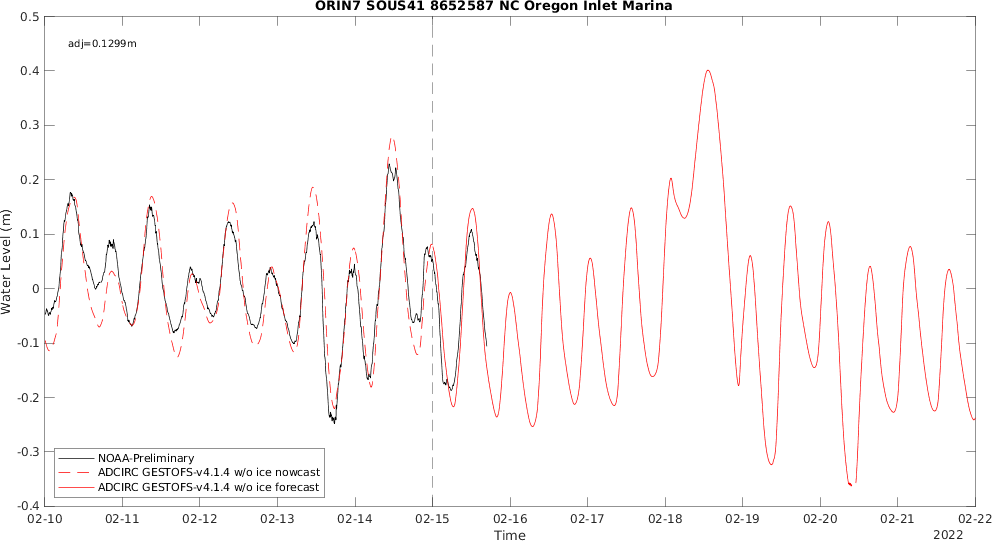 ORIN7 SOUS41 8652587 NC Oregon Inlet Marina
0.5
adj=0.1299m
0.4
0.3
0.2
0.1
0
-0.1
-0.2
-0.3
-0.4
Water Level (m)
NOAA-Preliminary
ADCIRC GESTOFS-v4.1.4 w/o ice nowcast
ADCIRC GESTOFS-v4.1.4 w/o ice forecast
02-10 02-11 02-12 02-13 02-14 02-15 02-16 02-17 02-18 02-19 02-20 02-21 02-22
Time
2022